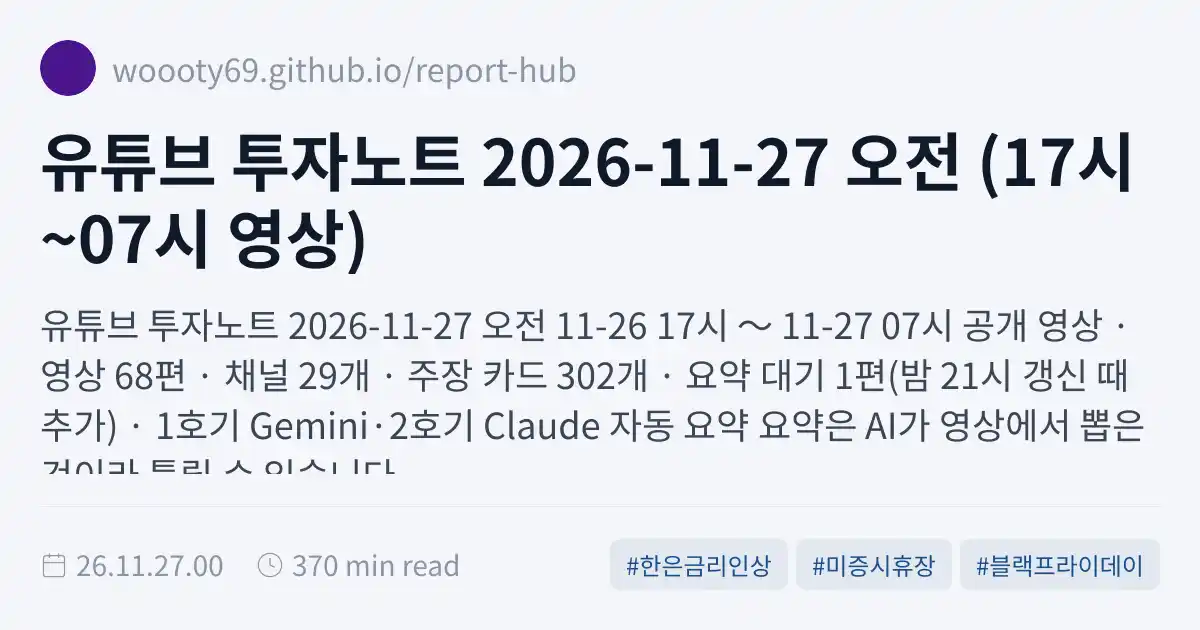 woooty69.github.io/report-hub
유튜브 투자노트 2026-11-27 오전 (17시
~07시 영상)
유튜브 투자노트 2026-11-27 오전 11-26 17시 ~ 11-27 07시 공개 영상 ·
영상 68편 · 채널 29개 · 주장 카드 302개 · 요약 대기 1편(밤 21시 갱신 때
추가) · 1호기 Gemini·2호기 Claude 자동 요약 요약은 AI가 영상에서 뽑은
26.11.27.00
370 min read
#한은금리인상
#미증시휴장
#블랙프라이데이